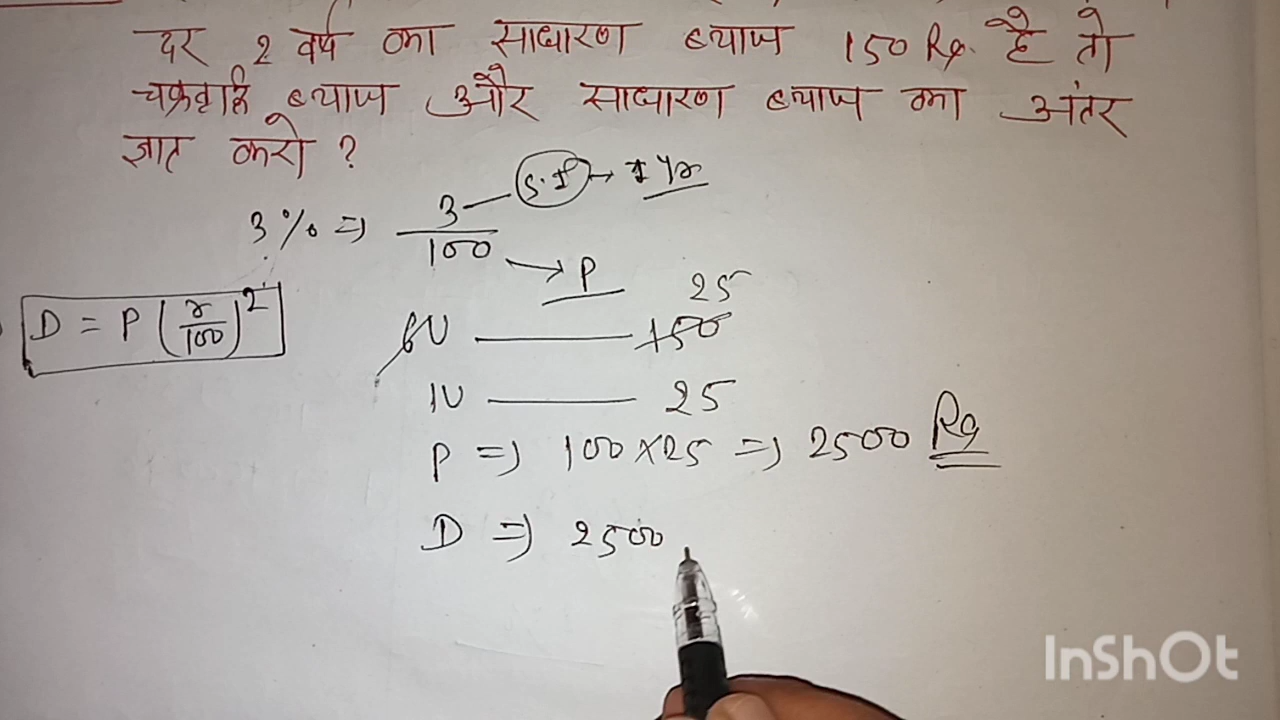 दर 2 वर्ष का साधारण ब्याज 150 Rs. है तो
चक्रवृद्धि ब्याज और साधारण ब्याज का अंतर
ज्ञात करो ?
3% => 3/100
S.I → 1 Yr
→ P
D = P (r/100)^2
25
6U — 150
1U — 25
P => 100×25 => 2500 Rs
D => 2500
InShOt